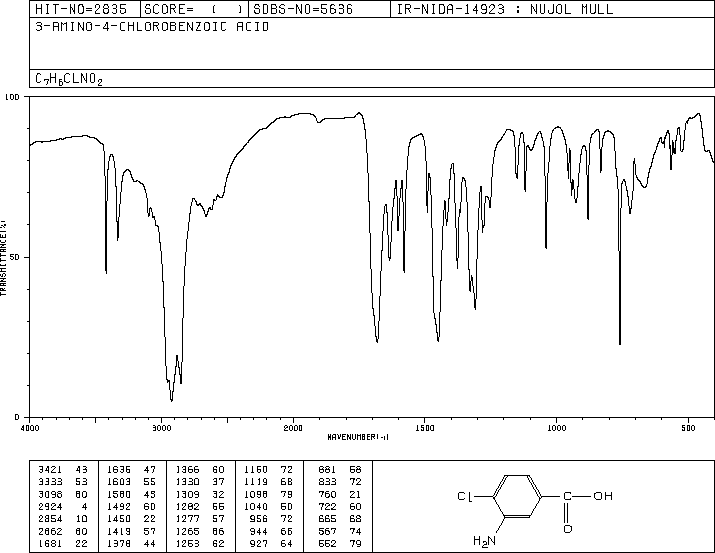 HIT-NO=2835 SCORE= ( ) SDBS-NO=5636 IR-NIDA-14923 : NUJOL MULL
3-AMINO-4-CHLOROBENZOIC ACID
C7H6CLNO2
100
TRANSMITTANCE(%)
50
0
4000 3000 2000 1500 1000 500
WAVENUMBER(-1)
3421 43 1636 47 1366 60 1160 72 881 58
3333 53 1603 55 1330 37 1119 68 833 72
3098 60 1580 43 1309 32 1098 79 760 21
2924 4 1492 60 1282 55 1040 50 722 60
2854 10 1450 22 1277 57 956 72 665 68
2662 60 1419 57 1265 66 944 66 567 74
1681 22 1378 44 1253 62 927 64 552 79
Cl C OH
O
H2N